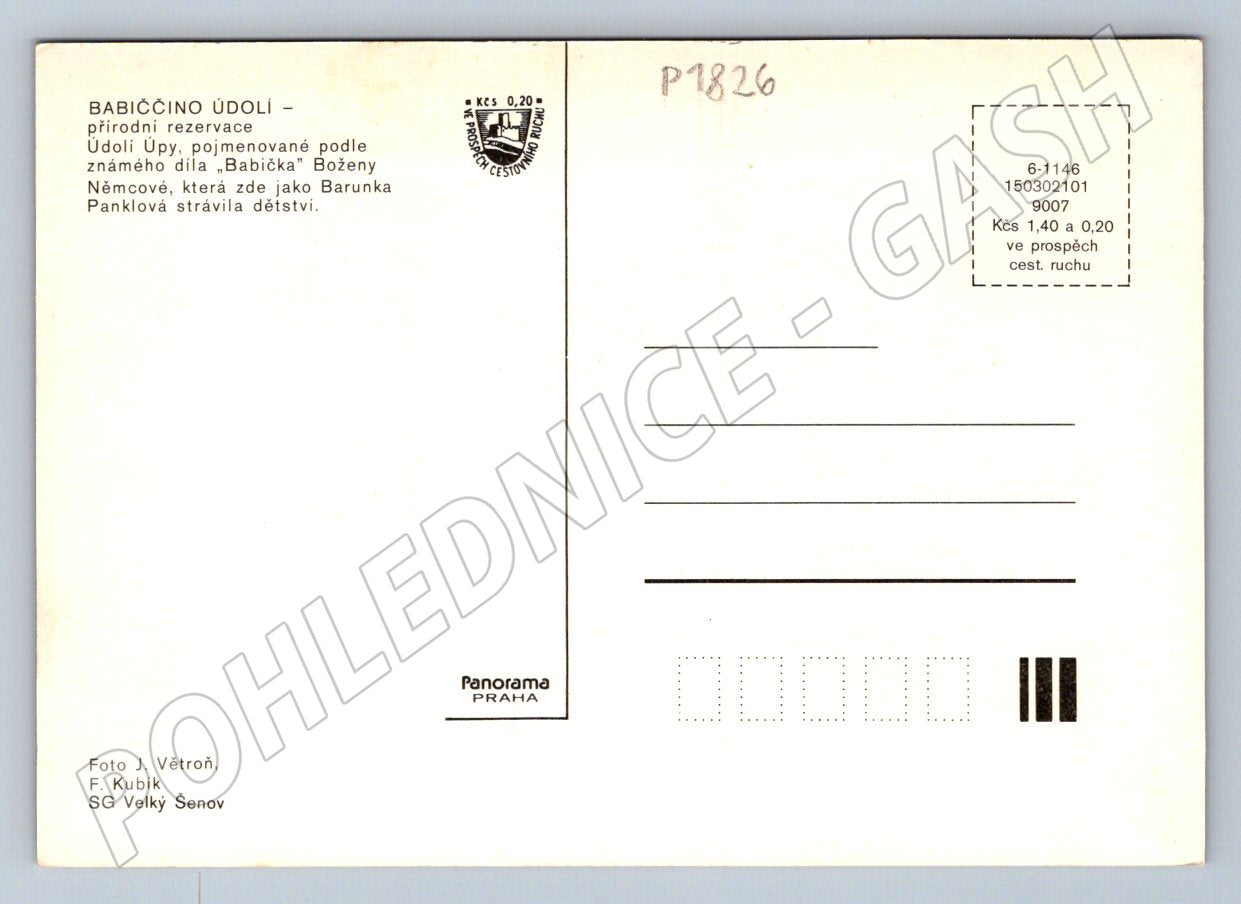 BABIČČINO ÚDOLÍ –
přírodní rezervace
Údolí Úpy, pojmenované podle
známého díla „Babička" Boženy
Němcové, která zde jako Barunka
Panklová strávila dětství.
Kčs 0,20
VE PROSPĚCH CESTOVNÍHO RUCHU
P1826
6-1146
150302101
9007
Kčs 1,40 a 0,20
ve prospěch
cest. ruchu
Panorama
PRAHA
Foto J. Větroň,
F. Kubík
SG Velký Šenov
POHLEDNICE - GASH